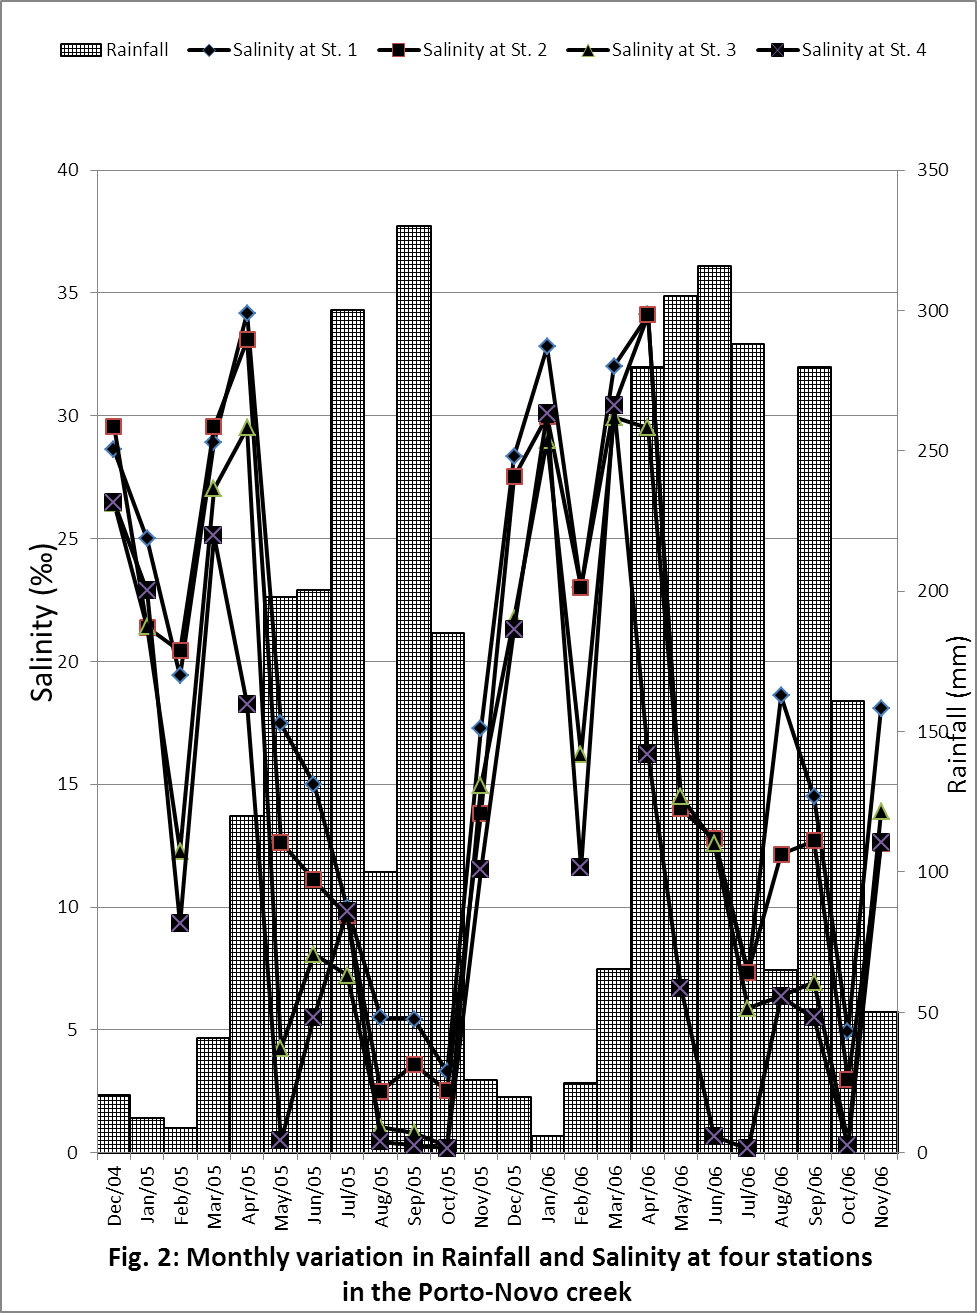 Rainfall Salinity at St. 1 Salinity at St. 2 Salinity at St. 3 Salinity at St. 4
40 350
35
300
30
250
25
200
20
150
15
100
10
50
5
0 0
Salinity (‰)
Rainfall (mm)
Dec/04 Jan/05 Feb/05 Mar/05 Apr/05 May/05 Jun/05 Jul/05 Aug/05 Sep/05 Oct/05 Nov/05 Dec/05 Jan/06 Feb/06 Mar/06 Apr/06 May/06 Jun/06 Jul/06 Aug/06 Sep/06 Oct/06 Nov/06
Fig. 2: Monthly variation in Rainfall and Salinity at four stations
in the Porto-Novo creek